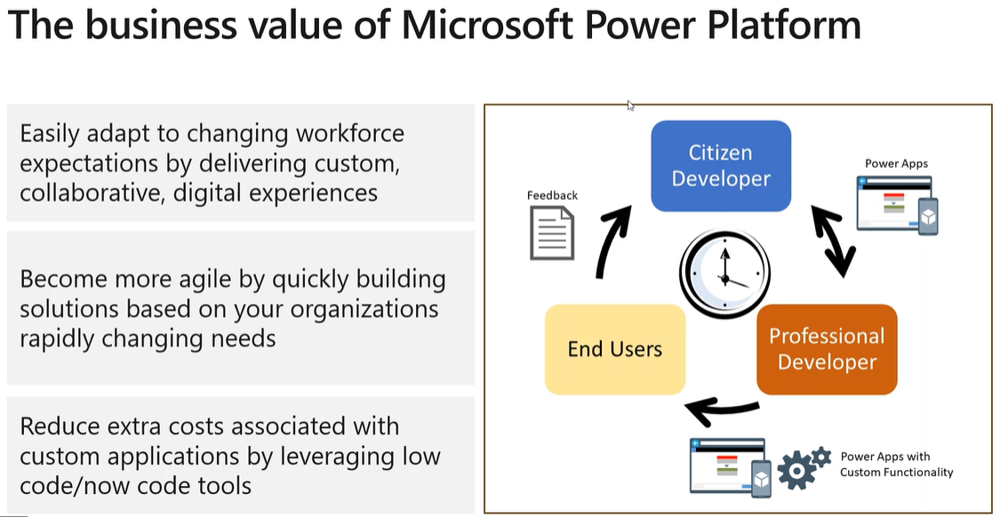 The business value of Microsoft Power Platform
Easily adapt to changing workforce
expectations by delivering custom,
collaborative, digital experiences
Become more agile by quickly building
solutions based on your organizations
rapidly changing needs
Reduce extra costs associated with
custom applications by leveraging low
code/now code tools
Citizen
Developer
Power Apps
Feedback
End Users
Professional
Developer
Power Apps with
Custom Functionality